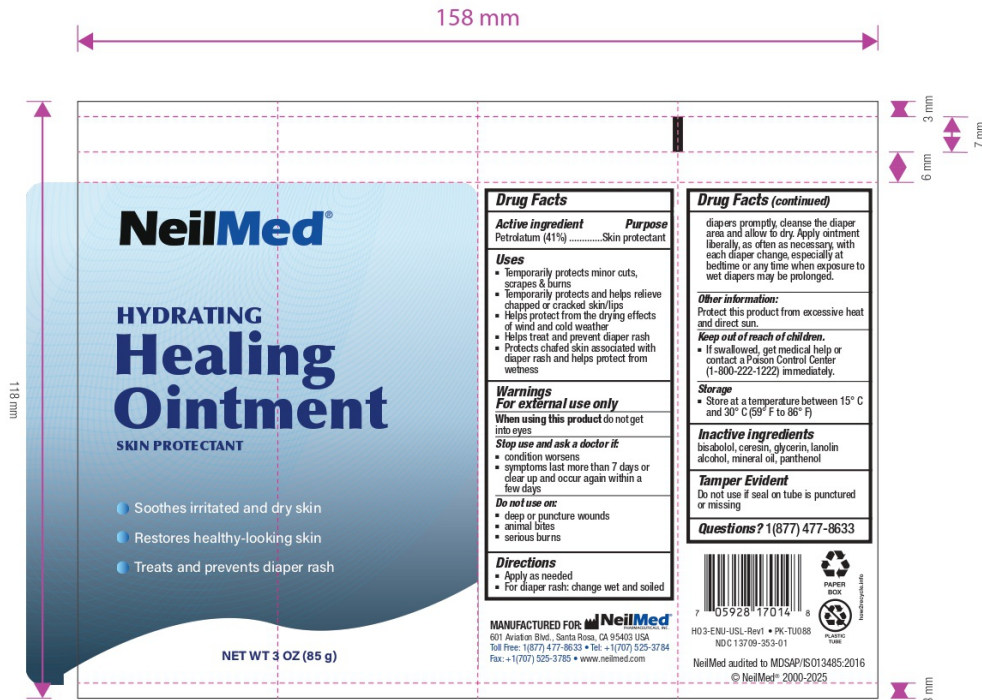 158 mm
3 mm
7 mm
6 mm
118 mm
NeilMed®
HYDRATING
Healing
Ointment
SKIN PROTECTANT
Soothes irritated and dry skin
Restores healthy-looking skin
Treats and prevents diaper rash
NET WT 3 OZ (85 g)
Drug Facts
Active ingredient Purpose
Petrolatum (41%) .............Skin protectant
Uses
▪ Temporarily protects minor cuts,
scrapes & burns
▪ Temporarily protects and helps relieve
chapped or cracked skin/lips
▪ Helps protect from the drying effects
of wind and cold weather
▪ Helps treat and prevent diaper rash
▪ Protects chafed skin associated with
diaper rash and helps protect from
wetness
Warnings
For external use only
When using this product do not get
into eyes
Stop use and ask a doctor if:
▪ condition worsens
▪ symptoms last more than 7 days or
clear up and occur again within a
few days
Do not use on:
▪ deep or puncture wounds
▪ animal bites
▪ serious burns
Directions
▪ Apply as needed
▪ For diaper rash: change wet and soiled
MANUFACTURED FOR: NeilMed®
PHARMACEUTICALS, INC.
601 Aviation Blvd., Santa Rosa, CA 95403 USA
Toll Free: 1(877) 477-8633 • Tel: +1(707) 525-3784
Fax: +1(707) 525-3785 • www.neilmed.com
Drug Facts (continued)
diapers promptly, cleanse the diaper
area and allow to dry. Apply ointment
liberally, as often as necessary, with
each diaper change, especially at
bedtime or any time when exposure to
wet diapers may be prolonged.
Other information:
Protect this product from excessive heat
and direct sun.
Keep out of reach of children.
▪ If swallowed, get medical help or
contact a Poison Control Center
(1-800-222-1222) immediately.
Storage
▪ Store at a temperature between 15° C
and 30° C (59° F to 86° F)
Inactive ingredients
bisabolol, ceresin, glycerin, lanolin
alcohol, mineral oil, panthenol
Tamper Evident
Do not use if seal on tube is punctured
or missing
Questions? 1(877) 477-8633
7 05928 17014 8
PAPER
BOX
PLASTIC
TUBE
how2recycle.info
H03-ENU-USL-Rev1 • PK-TU088
NDC 13709-353-01
NeilMed audited to MDSAP/ISO13485:2016
© NeilMed® 2000-2025